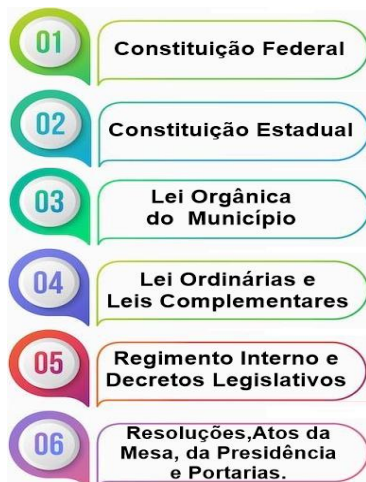 01
Constituição Federal
02
Constituição Estadual
03
Lei Orgânica
do Município
04
Lei Ordinárias e
Leis Complementares
05
Regimento Interno e
Decretos Legislativos
06
Resoluções,Atos da
Mesa, da Presidência
e Portarias.